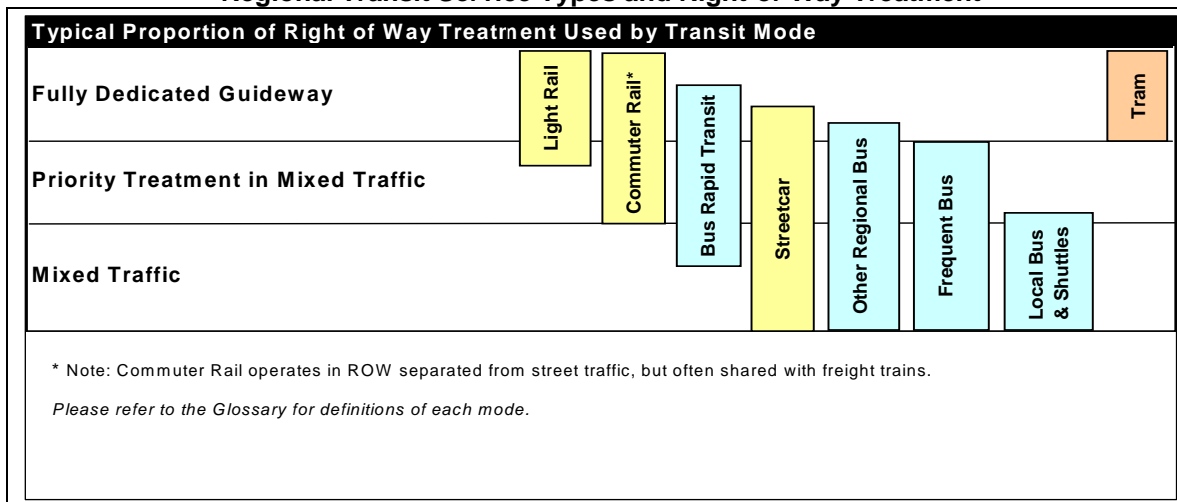 Regional Transit Service Types and Right-of-Way Treatment
Typical Proportion of Right of Way Treatment Used by Transit Mode
Fully Dedicated Guideway
Priority Treatment in Mixed Traffic
Mixed Traffic
Light Rail
Commuter Rail*
Bus Rapid Transit
Streetcar
Other Regional Bus
Frequent Bus
Local Bus
& Shuttles
Tram
* Note: Commuter Rail operates in ROW separated from street traffic, but often shared with freight trains.
Please refer to the Glossary for definitions of each mode.